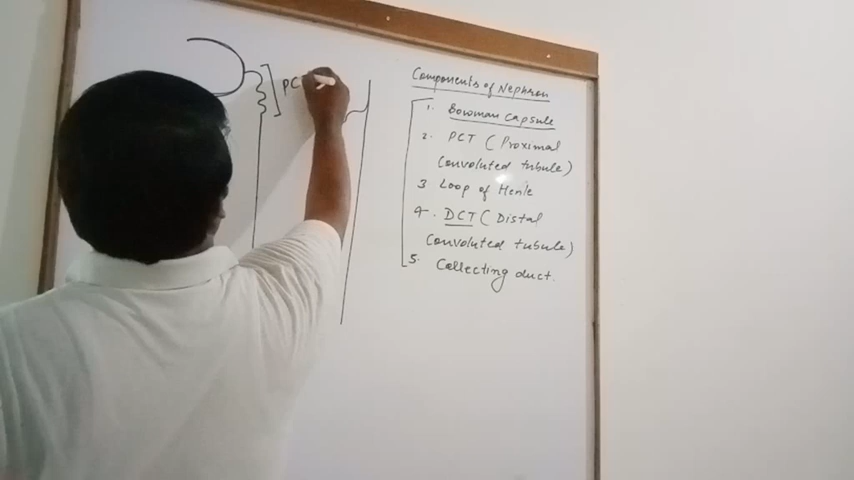 PC
Components of Nephron
1. Bowman Capsule
2. PCT (Proximal
Convoluted tubule)
3 Loop of Henle
4. DCT (Distal
Convoluted tubule)
5. Collecting duct.